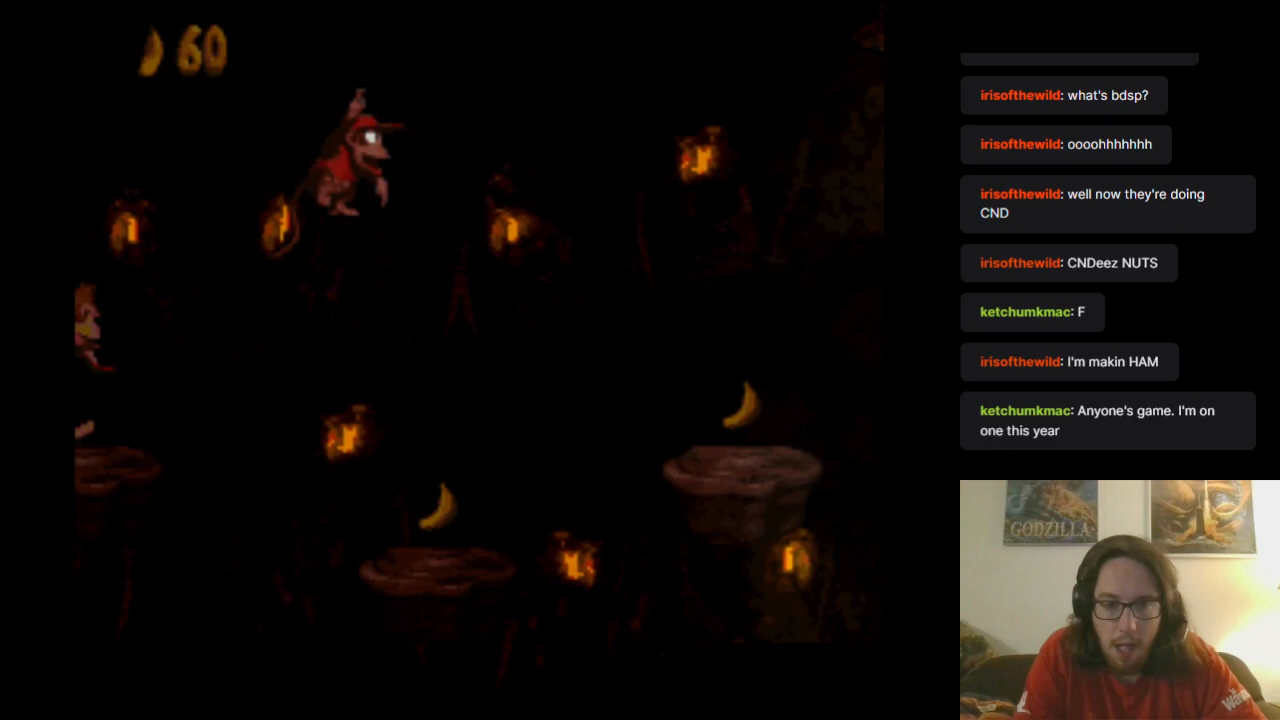 60
irisofthewild: what's bdsp?
irisofthewild: oooohhhhhhh
irisofthewild: well now they're doing
CND
irisofthewild: CNDeez NUTS
ketchumkmac: F
irisofthewild: I'm makin HAM
ketchumkmac: Anyone's game. I'm on
one this year
GODZILLA